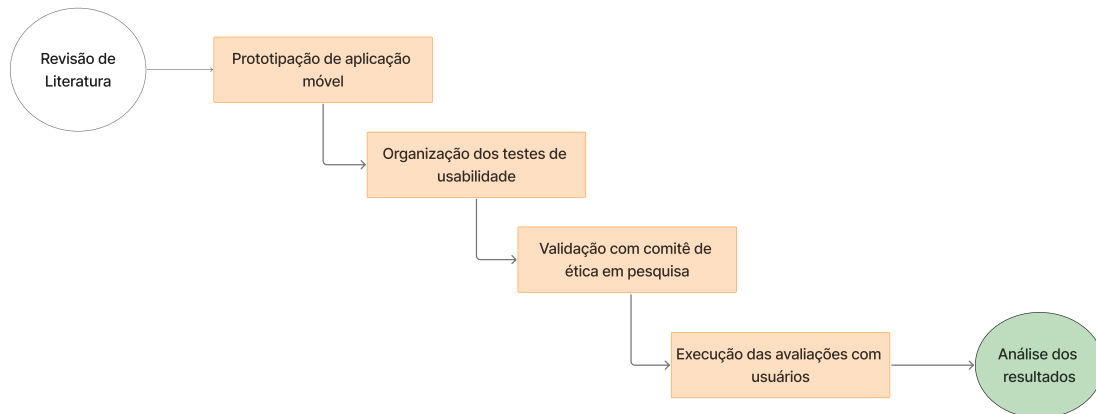 Revisão de
Literatura
Prototipação de aplicação
móvel
Organização dos testes de
usabilidade
Validação com comitê de
ética em pesquisa
Execução das avaliações com
usuários
Análise dos
resultados